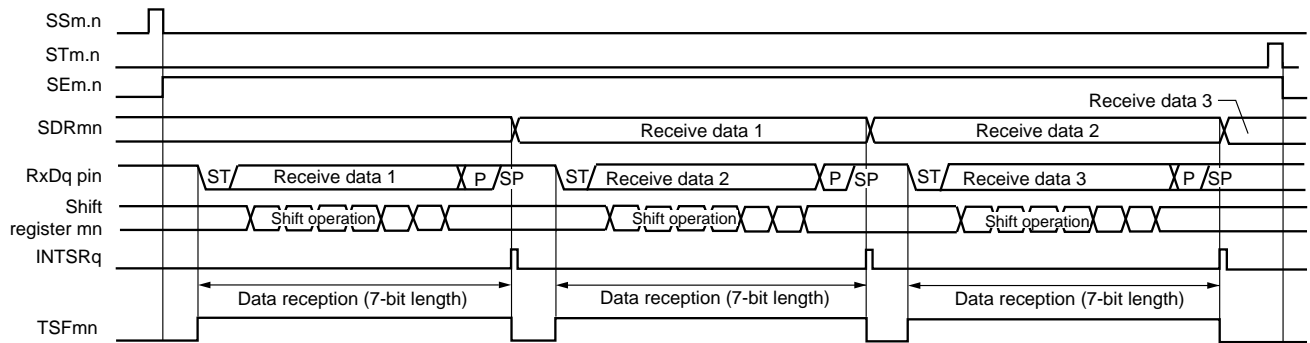 SSm.n
STm.n
SEm.n
Receive data 3
SDRmn
Receive data 1
Receive data 2
RxDq pin
ST
Receive data 1
P
SP
ST
Receive data 2
P
SP
ST
Receive data 3
P
SP
Shift
register mn
Shift operation
Shift operation
Shift operation
INTSRq
Data reception (7-bit length)
Data reception (7-bit length)
Data reception (7-bit length)
TSFmn